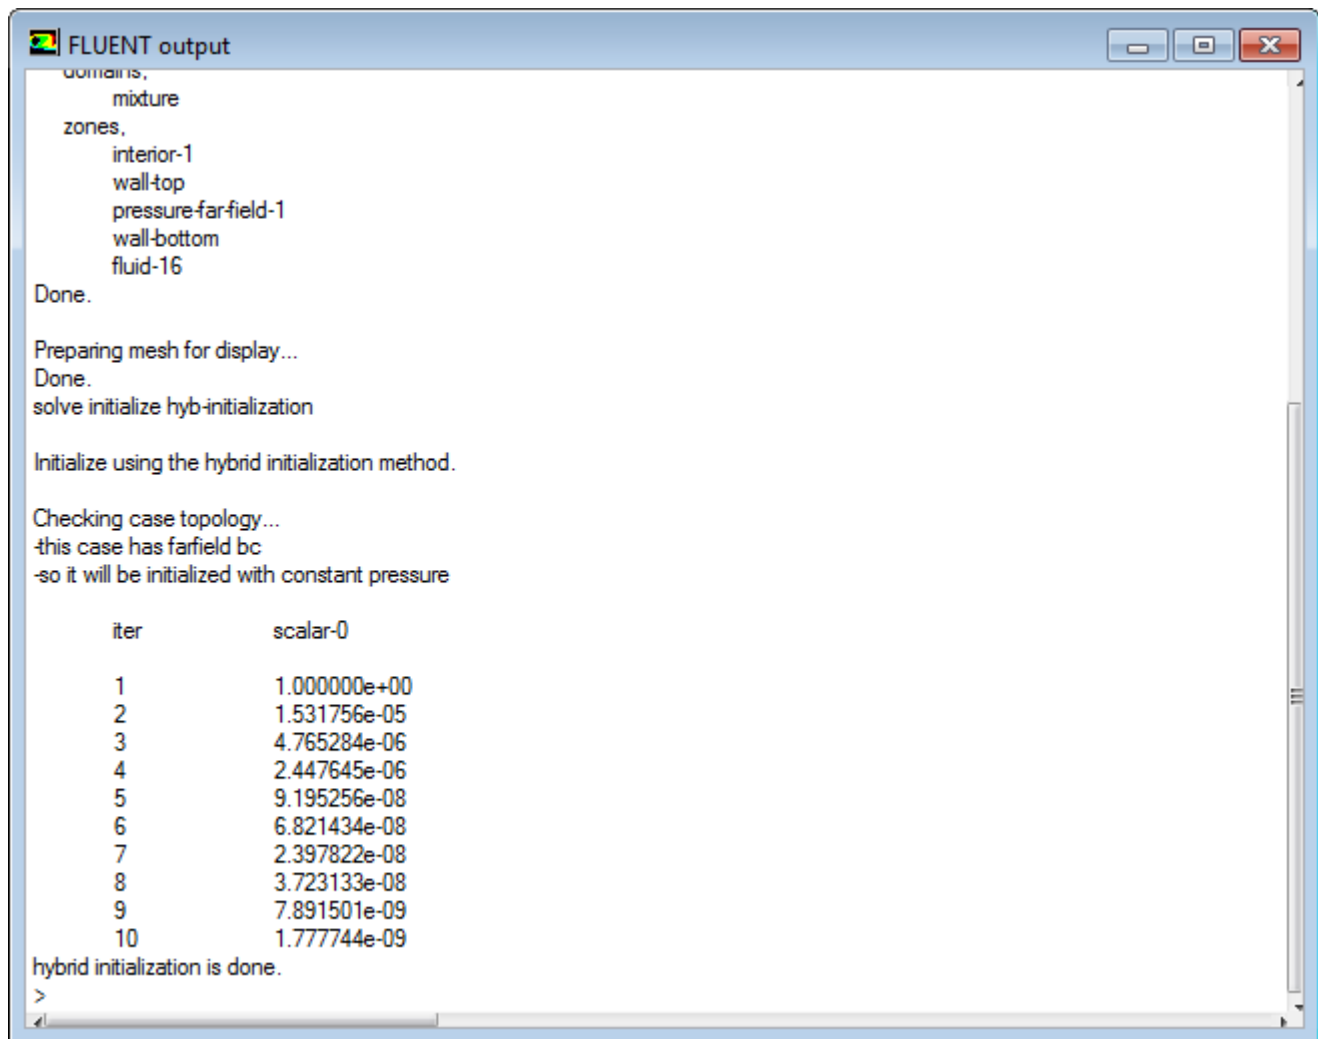 FLUENT output
domains,
mixture
zones,
interior-1
wall-top
pressure-far-field-1
wall-bottom
fluid-16
Done.
Preparing mesh for display...
Done.
solve initialize hyb-initialization
Initialize using the hybrid initialization method.
Checking case topology...
-this case has farfield bc
-so it will be initialized with constant pressure
iter scalar-0
1 1.000000e+00
2 1.531756e-05
3 4.765284e-06
4 2.447645e-06
5 9.195256e-08
6 6.821434e-08
7 2.397822e-08
8 3.723133e-08
9 7.891501e-09
10 1.777744e-09
hybrid initialization is done.
>